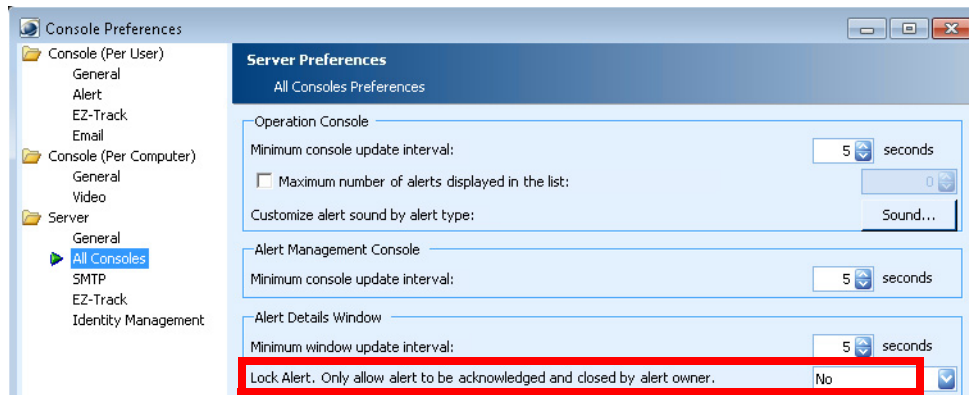 Console Preferences
Console (Per User)
General
Alert
EZ-Track
Email
Console (Per Computer)
General
Video
Server
General
All Consoles
SMTP
EZ-Track
Identity Management
Server Preferences
All Consoles Preferences
Operation Console
Minimum console update interval: 5 seconds
Maximum number of alerts displayed in the list: 0
Customize alert sound by alert type: Sound...
Alert Management Console
Minimum console update interval: 5 seconds
Alert Details Window
Minimum window update interval: 5 seconds
Lock Alert. Only allow alert to be acknowledged and closed by alert owner. No